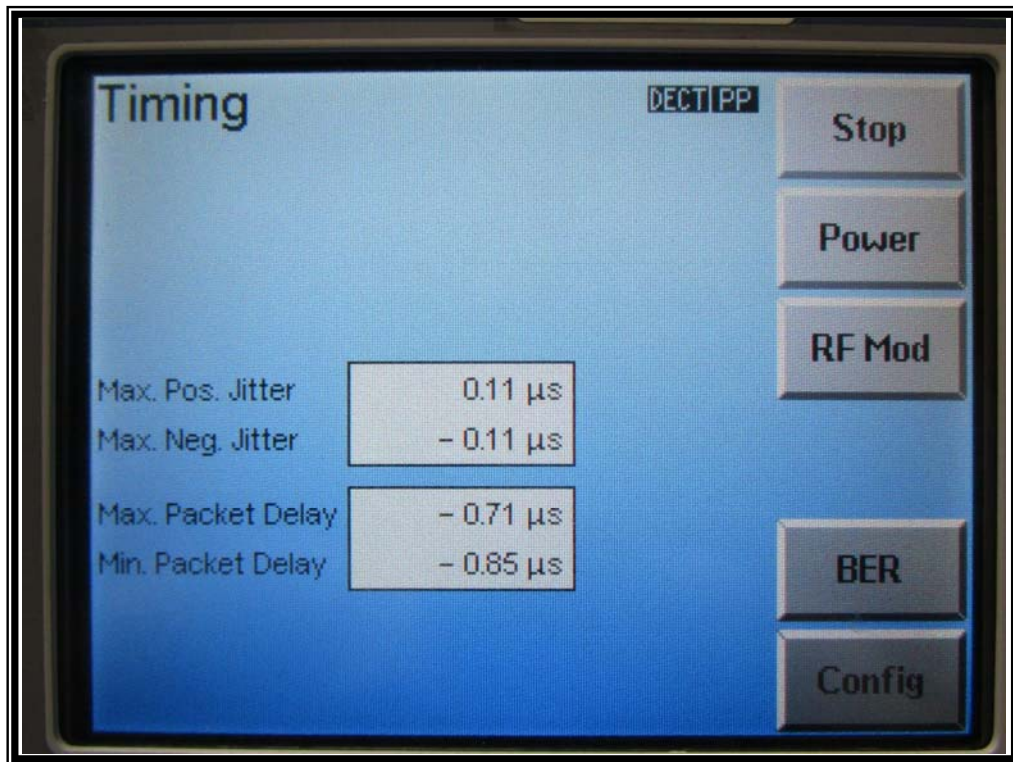 Timing
DECT PP
Stop
Power
RF Mod
Max. Pos. Jitter 0.11 µs
Max. Neg. Jitter – 0.11 µs
Max. Packet Delay – 0.71 µs
Min. Packet Delay – 0.85 µs
BER
Config